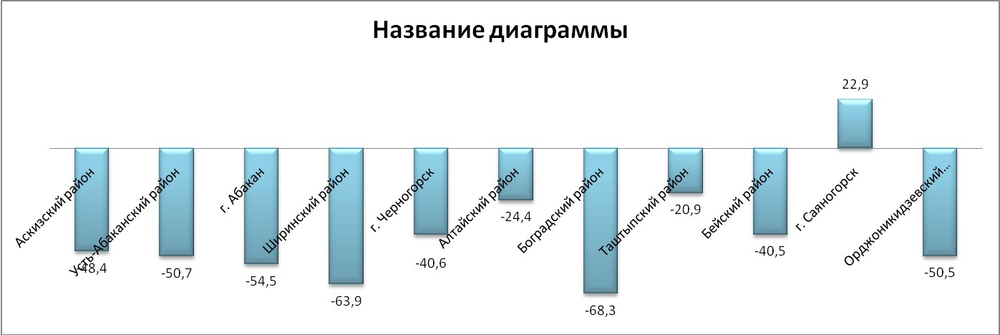 Название диаграммы
22,9
Аскизский район
Усть-Абаканский район
г. Абакан
Ширинский район
г. Черногорск
Алтайский район
Боградский район
Таштыпский район
Бейский район
г. Саяногорск
Орджоникидзевский...
-48,4
-50,7
-54,5
-63,9
-40,6
-24,4
-68,3
-20,9
-40,5
-50,5